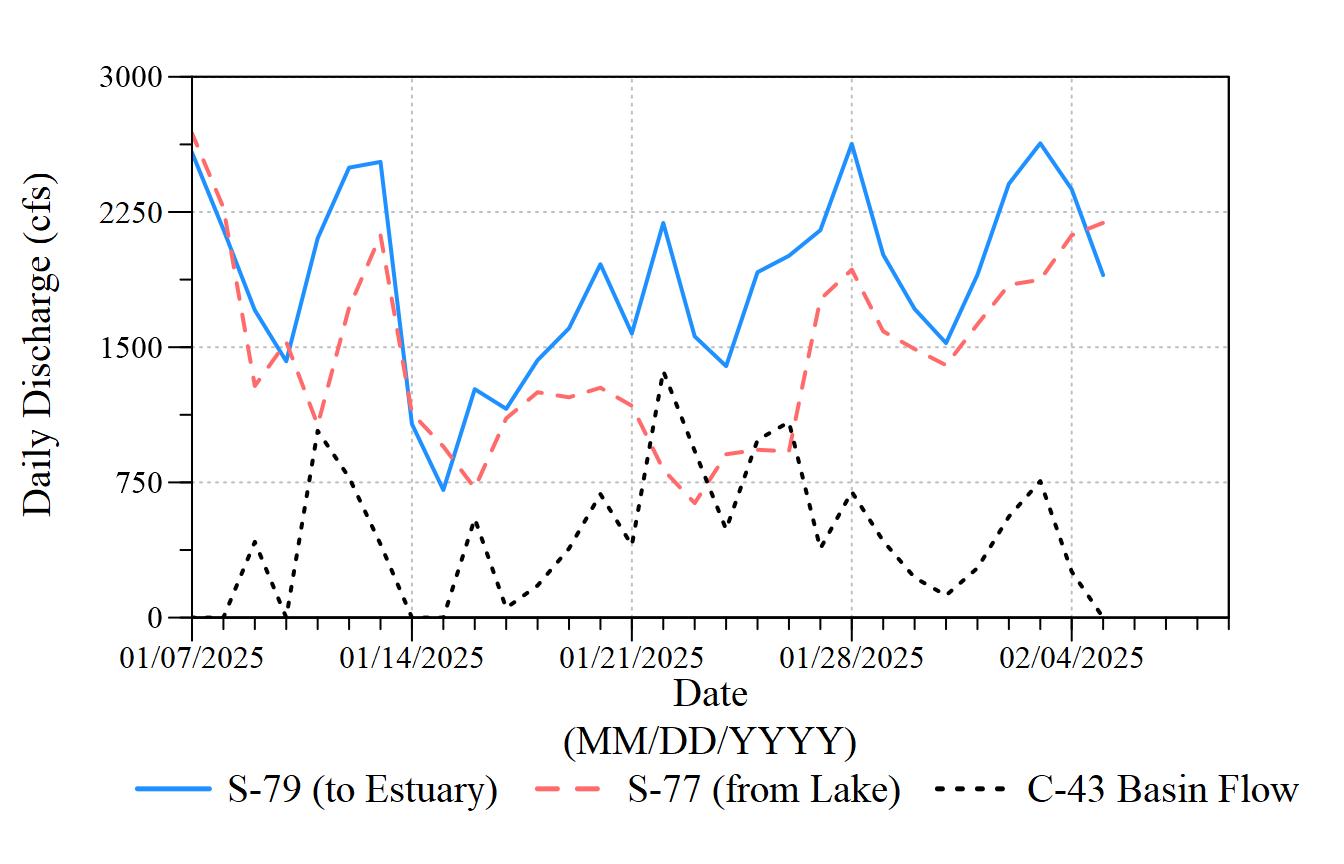 3000
2250
1500
750
0
Daily Discharge (cfs)
01/07/2025 01/14/2025 01/21/2025 01/28/2025 02/04/2025
Date
(MM/DD/YYYY)
S-79 (to Estuary) S-77 (from Lake) C-43 Basin Flow